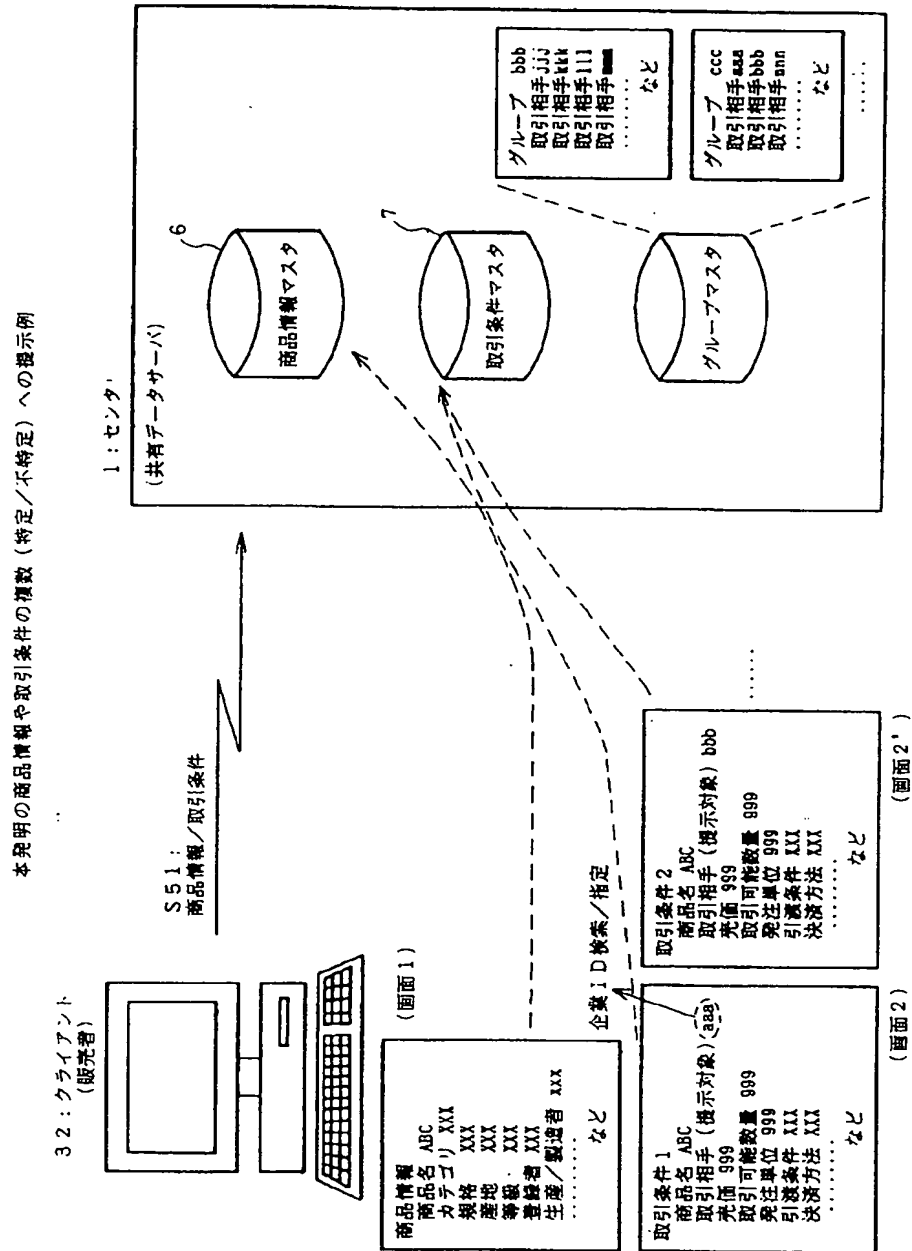 本発明の商品情報や取引条件の複数(特定/不特定)への提示例
32:クライアント
(販売者)
S51:
商品情報/取引条件
1:センタ
(共有データサーバ)
6
商品情報マスタ
7
取引条件マスタ
グループマスタ
グループ bbb
取引相手jjj
取引相手kkk
取引相手lll
取引相手mmm
........
など
グループ ccc
取引相手aaa
取引相手bbb
取引相手nnn
........
など
......
(画面1)
商品情報
商品名 ABC
カテゴリ XXX
規格 XXX
産地 XXX
等級 XXX
登録者 XXX
生産/製造者 xxx
........
など
企業ID検索/指定
(画面2)
取引条件1
商品名 ABC
取引相手(提示対象)aaa
売価 999
取引可能数量 999
発注単位 999
引渡条件 XXX
決済方法 XXX
........
など
(画面2')
取引条件2
商品名 ABC
取引相手(提示対象)bbb
売価 999
取引可能数量 999
発注単位 999
引渡条件 XXX
決済方法 XXX
........
など
......